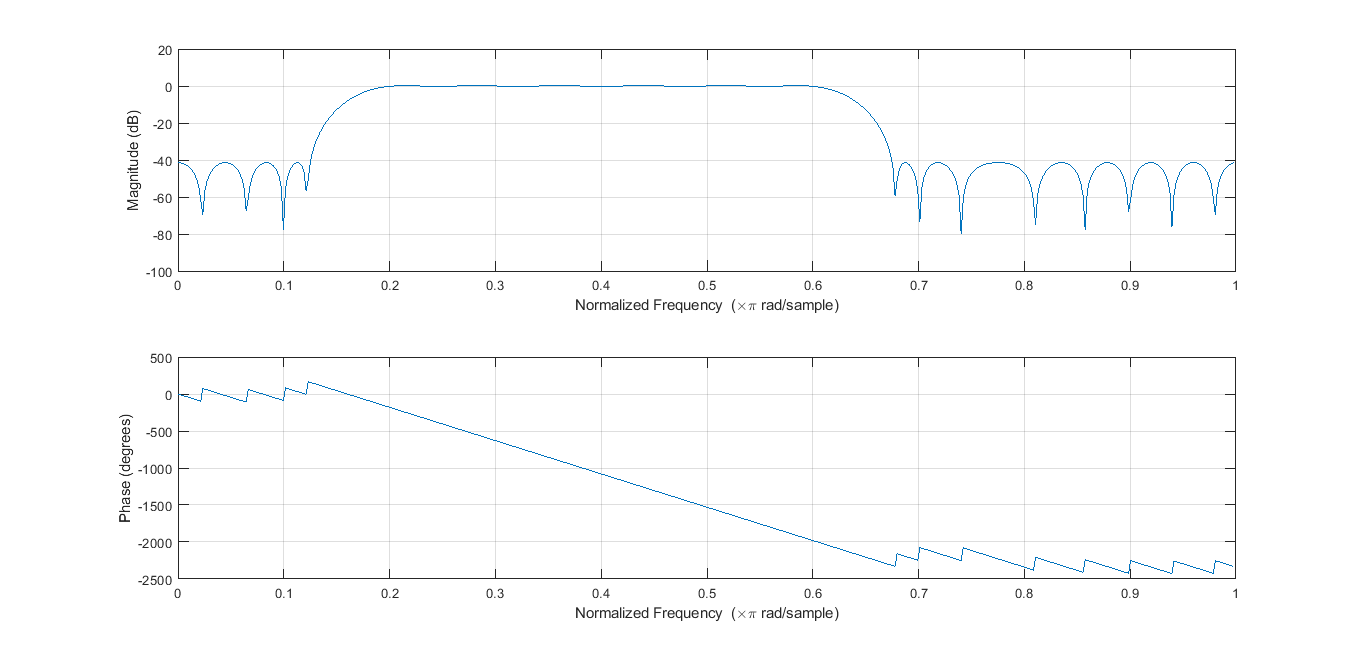 20
0
-20
-40
-60
-80
-100
Magnitude (dB)
0 0.1 0.2 0.3 0.4 0.5 0.6 0.7 0.8 0.9 1
Normalized Frequency (×π rad/sample)
500
0
-500
-1000
-1500
-2000
-2500
Phase (degrees)
0 0.1 0.2 0.3 0.4 0.5 0.6 0.7 0.8 0.9 1
Normalized Frequency (×π rad/sample)